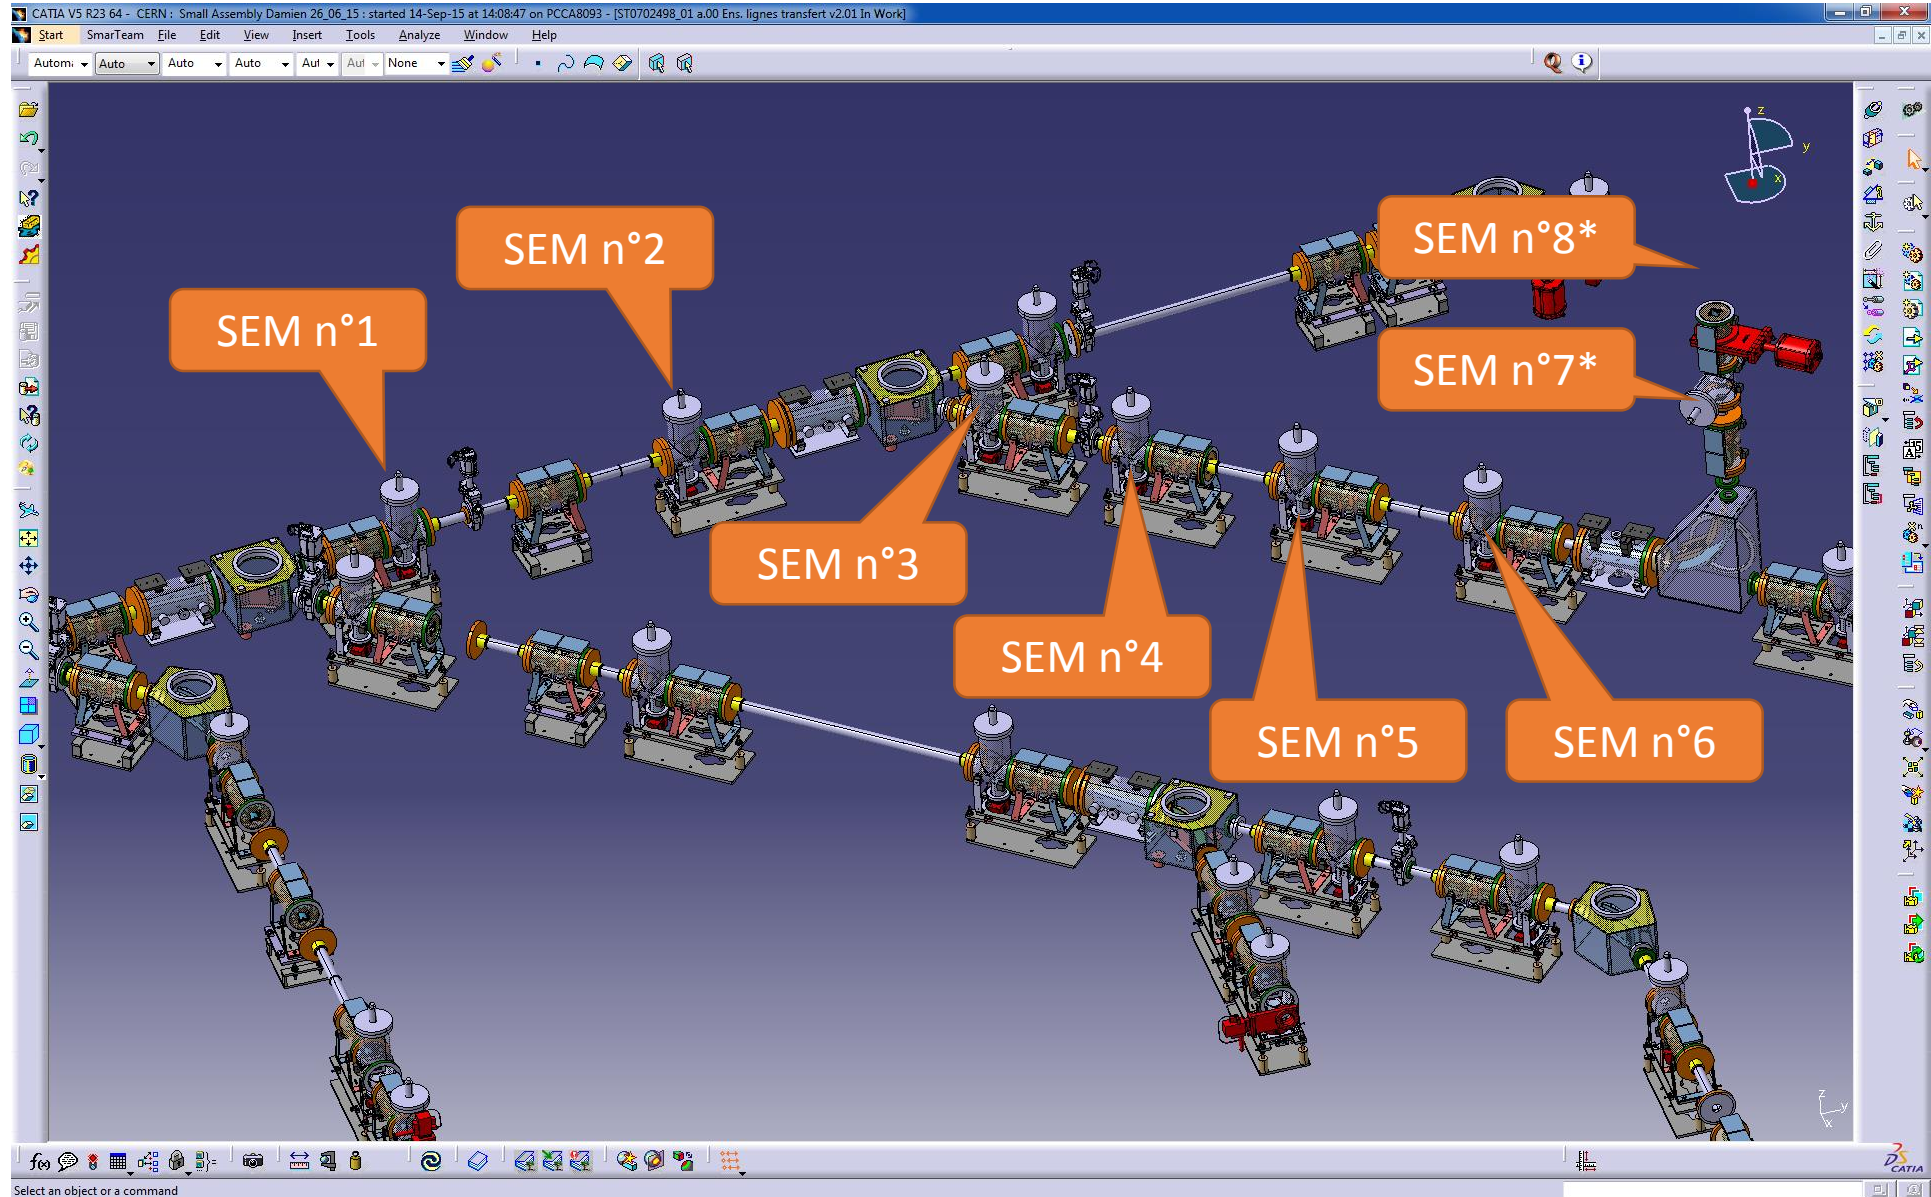 CATIA V5 R23 64 - CERN : Small Assembly Damien 26_06_15 : started 14-Sep-15 at 14:08:47 on PCCA8093 - [ST0702498_01 a.00 Ens. lignes transfert v2.01 In Work]
Start SmarTeam File Edit View Insert Tools Analyze Window Help
Auto Auto Auto Aut Aut None
z
y
x
SEM n°8*
SEM n°2
SEM n°1
SEM n°7*
SEM n°3
SEM n°4
SEM n°5
SEM n°6
z
y
x
f(x)
CATIA
Select an object or a command